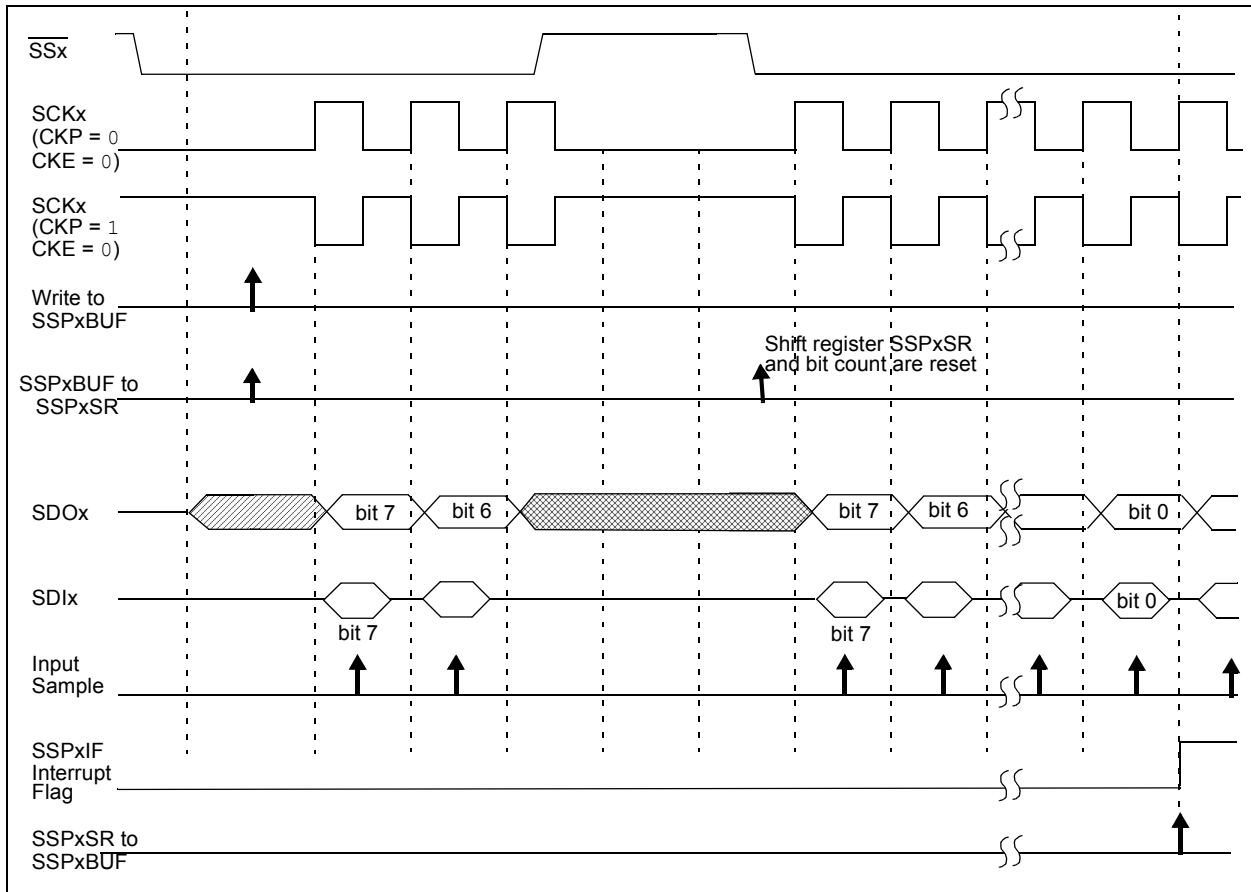 SSx
SCKx
(CKP = 0
CKE = 0)
SCKx
(CKP = 1
CKE = 0)
Write to
SSPxBUF
Shift register SSPxSR
and bit count are reset
SSPxBUF to
SSPxSR
SDOx
bit 7
bit 6
bit 7
bit 6
bit 0
SDIx
bit 0
bit 7
bit 7
Input
Sample
SSPxIF
Interrupt
Flag
SSPxSR to
SSPxBUF